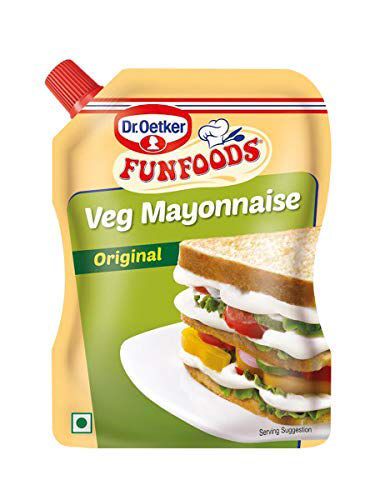 Dr.Oetker
FUNFOODS®
Veg Mayonnaise
Original
Serving Suggestion